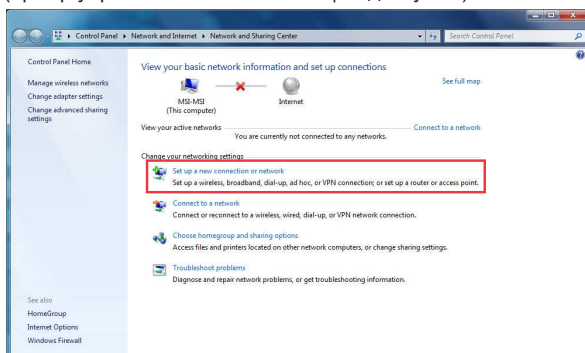 Control Panel ▸ Network and Internet ▸ Network and Sharing Center
Search Control Panel
Control Panel Home
Manage wireless networks
Change adapter settings
Change advanced sharing
settings
See also
HomeGroup
Internet Options
Windows Firewall
View your basic network information and set up connections
See full map
MSI-MSI
(This computer)
Internet
View your active networks
Connect to a network
You are currently not connected to any networks.
Change your networking settings
Set up a new connection or network
Set up a wireless, broadband, dial-up, ad hoc, or VPN connection; or set up a router or access point.
Connect to a network
Connect or reconnect to a wireless, wired, dial-up, or VPN network connection.
Choose homegroup and sharing options
Access files and printers located on other network computers, or change sharing settings.
Troubleshoot problems
Diagnose and repair network problems, or get troubleshooting information.